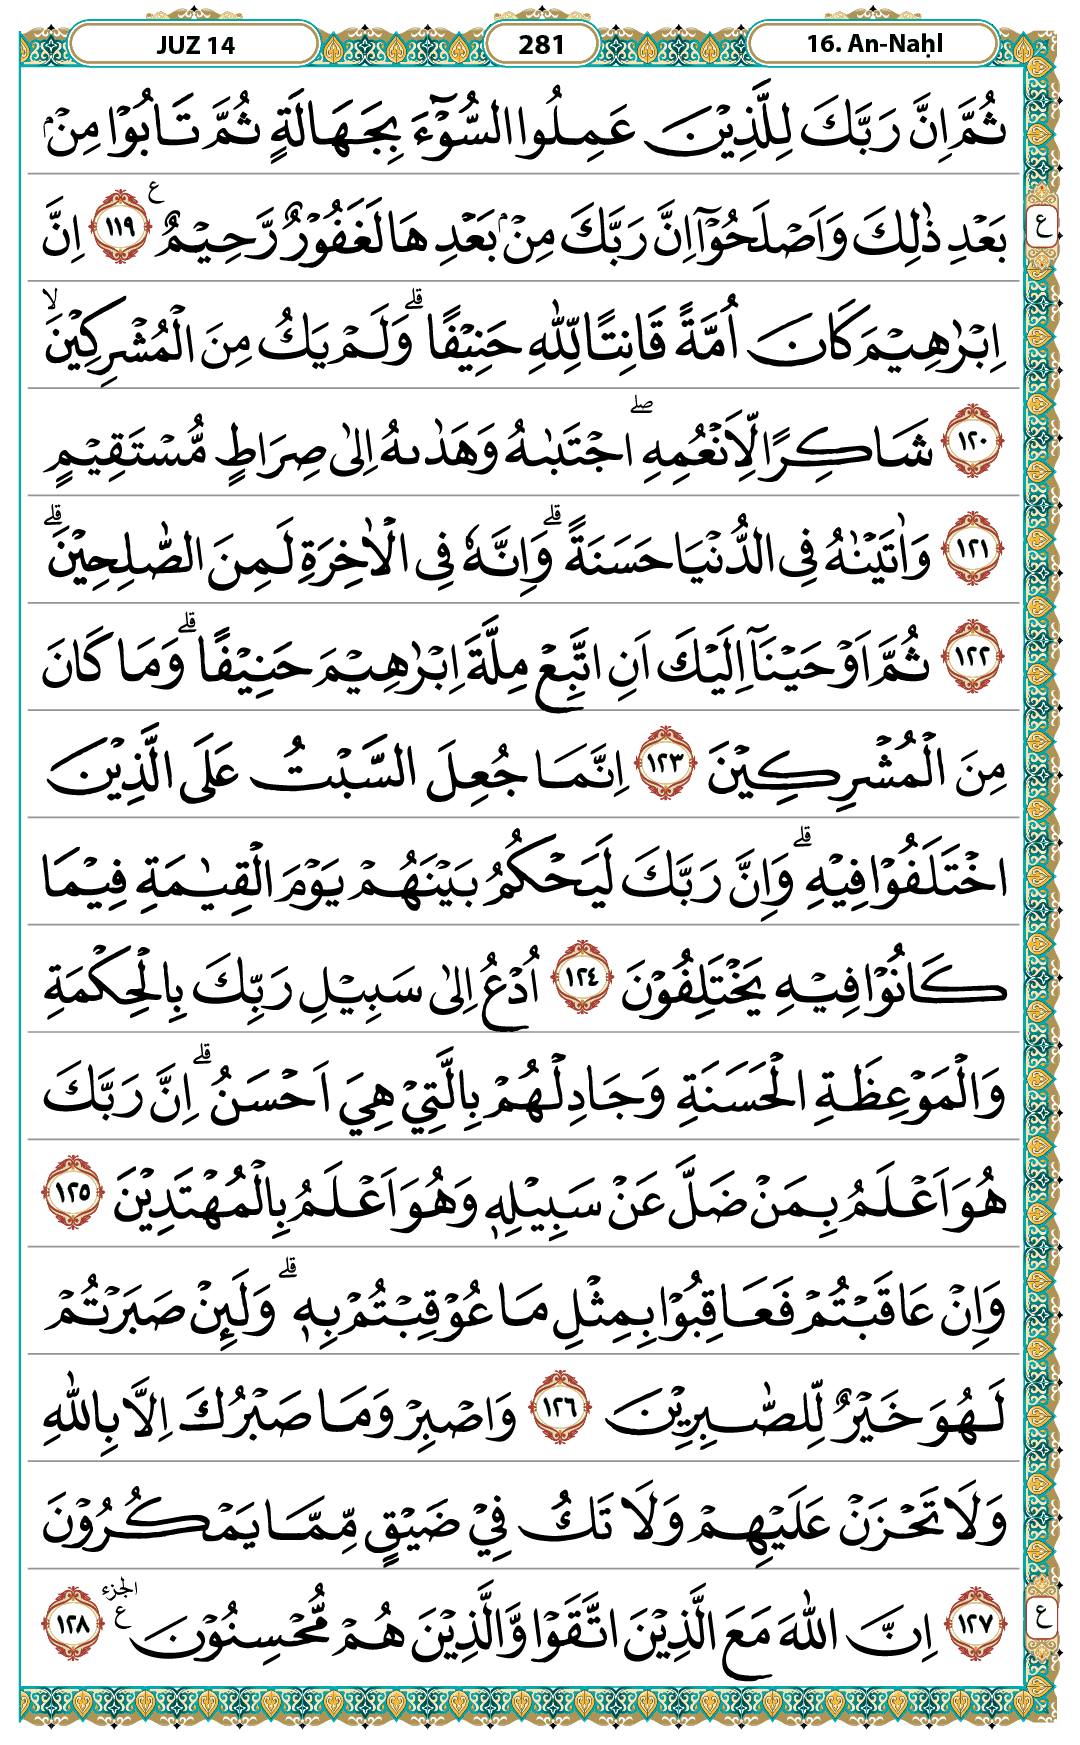 JUZ 14
281
16. An-Naḥl
ثُمَّ اِنَّ رَبَّكَ لِلَّذِيْنَ عَمِلُوا السُّوْۤءَ بِجَهَالَةٍ ثُمَّ تَابُوْا مِنْۢ
بَعْدِ ذٰلِكَ وَاَصْلَحُوْٓا اِنَّ رَبَّكَ مِنْۢ بَعْدِهَا لَغَفُوْرٌ رَّحِيْمٌ ࣖ ١١٩ اِنَّ
ع
اِبْرٰهِيْمَ كَانَ اُمَّةً قَانِتًا لِّلّٰهِ حَنِيْفًاۗ وَلَمْ يَكُ مِنَ الْمُشْرِكِيْنَۙ
١٢٠ شَاكِرًا لِّاَنْعُمِهِ ۖاجْتَبٰىهُ وَهَدٰىهُ اِلٰى صِرَاطٍ مُّسْتَقِيْمٍ
١٢١ وَاٰتَيْنٰهُ فِى الدُّنْيَا حَسَنَةً ۗوَاِنَّهٗ فِى الْاٰخِرَةِ لَمِنَ الصّٰلِحِيْنَ ۗ
١٢٢ ثُمَّ اَوْحَيْنَآ اِلَيْكَ اَنِ اتَّبِعْ مِلَّةَ اِبْرٰهِيْمَ حَنِيْفًا ۗوَمَا كَانَ
مِنَ الْمُشْرِكِيْنَ ١٢٣ اِنَّمَا جُعِلَ السَّبْتُ عَلَى الَّذِيْنَ
اخْتَلَفُوْا فِيْهِۗ وَاِنَّ رَبَّكَ لَيَحْكُمُ بَيْنَهُمْ يَوْمَ الْقِيٰمَةِ فِيْمَا
كَانُوْا فِيْهِ يَخْتَلِفُوْنَ ١٢٤ اُدْعُ اِلٰى سَبِيْلِ رَبِّكَ بِالْحِكْمَةِ
وَالْمَوْعِظَةِ الْحَسَنَةِ وَجَادِلْهُمْ بِالَّتِيْ هِيَ اَحْسَنُۗ اِنَّ رَبَّكَ
هُوَ اَعْلَمُ بِمَنْ ضَلَّ عَنْ سَبِيْلِهٖ وَهُوَ اَعْلَمُ بِالْمُهْتَدِيْنَ ١٢٥
وَاِنْ عَاقَبْتُمْ فَعَاقِبُوْا بِمِثْلِ مَا عُوْقِبْتُمْ بِهٖۗ وَلَىِٕنْ صَبَرْتُمْ
لَهُوَ خَيْرٌ لِّلصّٰبِرِيْنَ ١٢٦ وَاصْبِرْ وَمَا صَبْرُكَ اِلَّا بِاللّٰهِ
وَلَا تَحْزَنْ عَلَيْهِمْ وَلَا تَكُ فِيْ ضَيْقٍ مِّمَّا يَمْكُرُوْنَ
١٢٧ اِنَّ اللّٰهَ مَعَ الَّذِيْنَ اتَّقَوْا وَّالَّذِيْنَ هُمْ مُّحْسِنُوْنَ ࣖ الجزء ١٢٨
ع